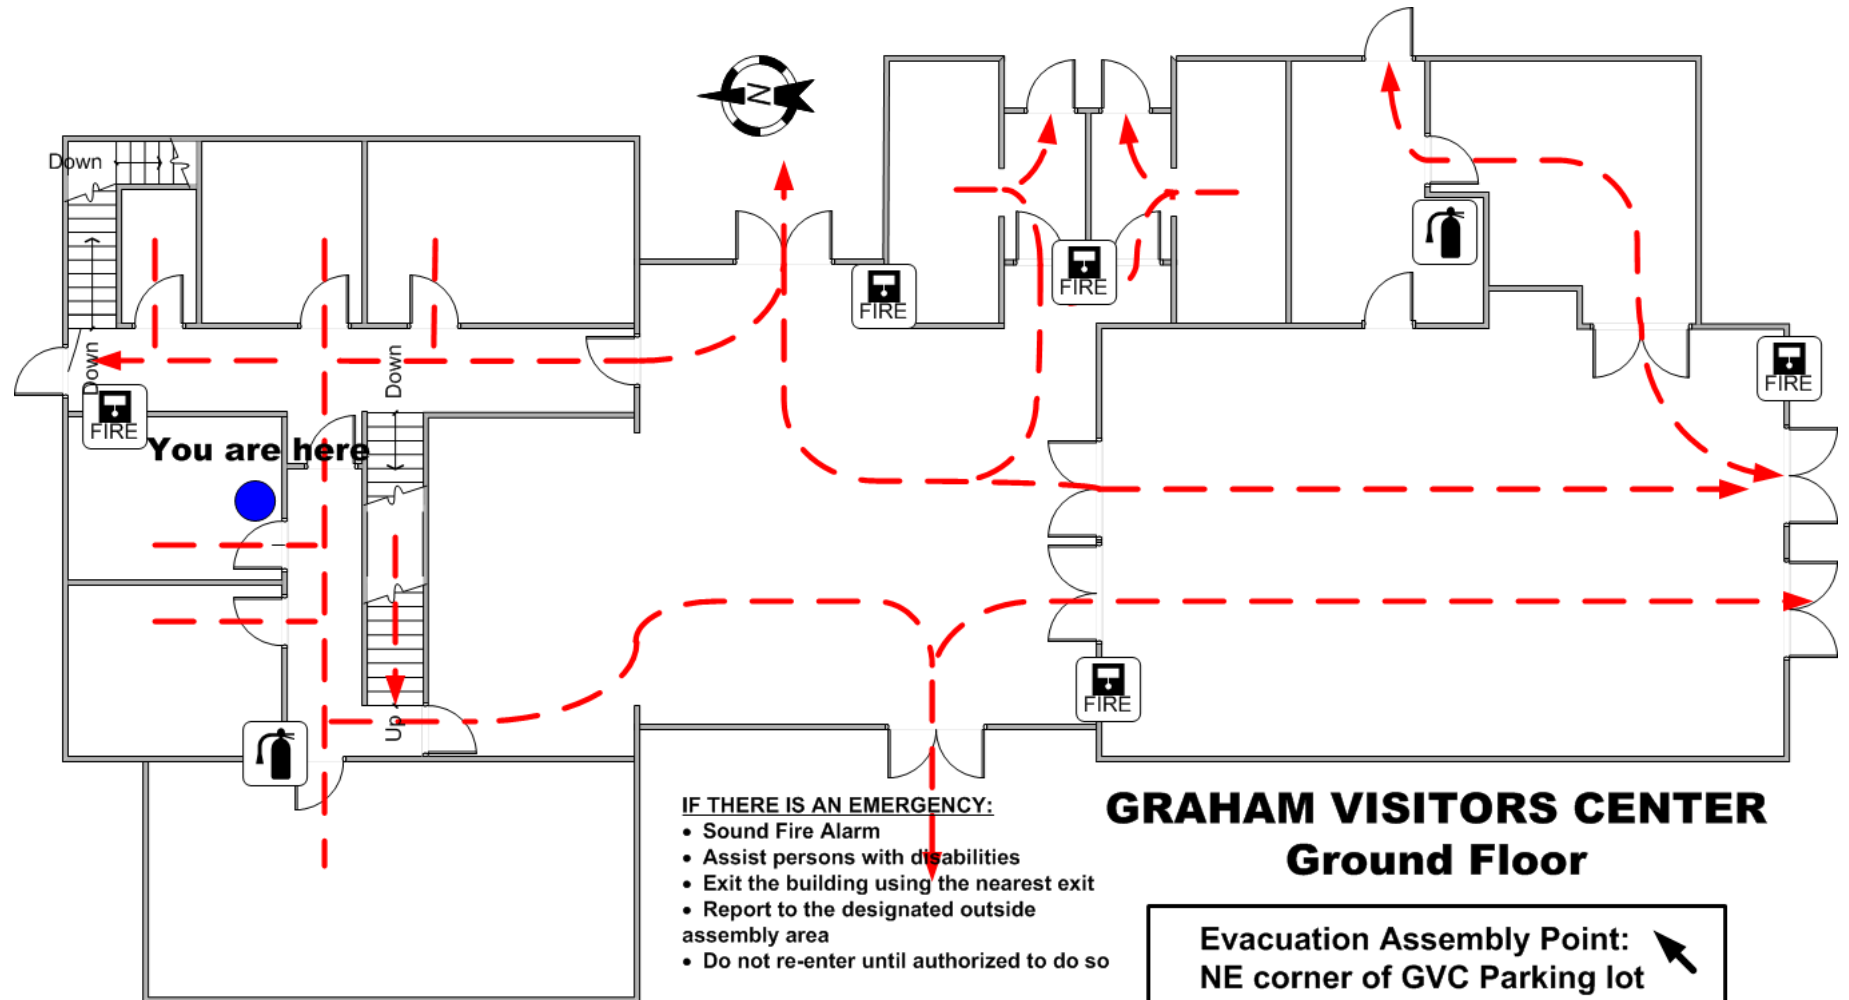 N
Down
FIRE
FIRE
Down
Down
FIRE
FIRE
You are here
FIRE
Up
IF THERE IS AN EMERGENCY:
• Sound Fire Alarm
• Assist persons with disabilities
• Exit the building using the nearest exit
• Report to the designated outside
assembly area
• Do not re-enter until authorized to do so
GRAHAM VISITORS CENTER
Ground Floor
Evacuation Assembly Point:
NE corner of GVC Parking lot